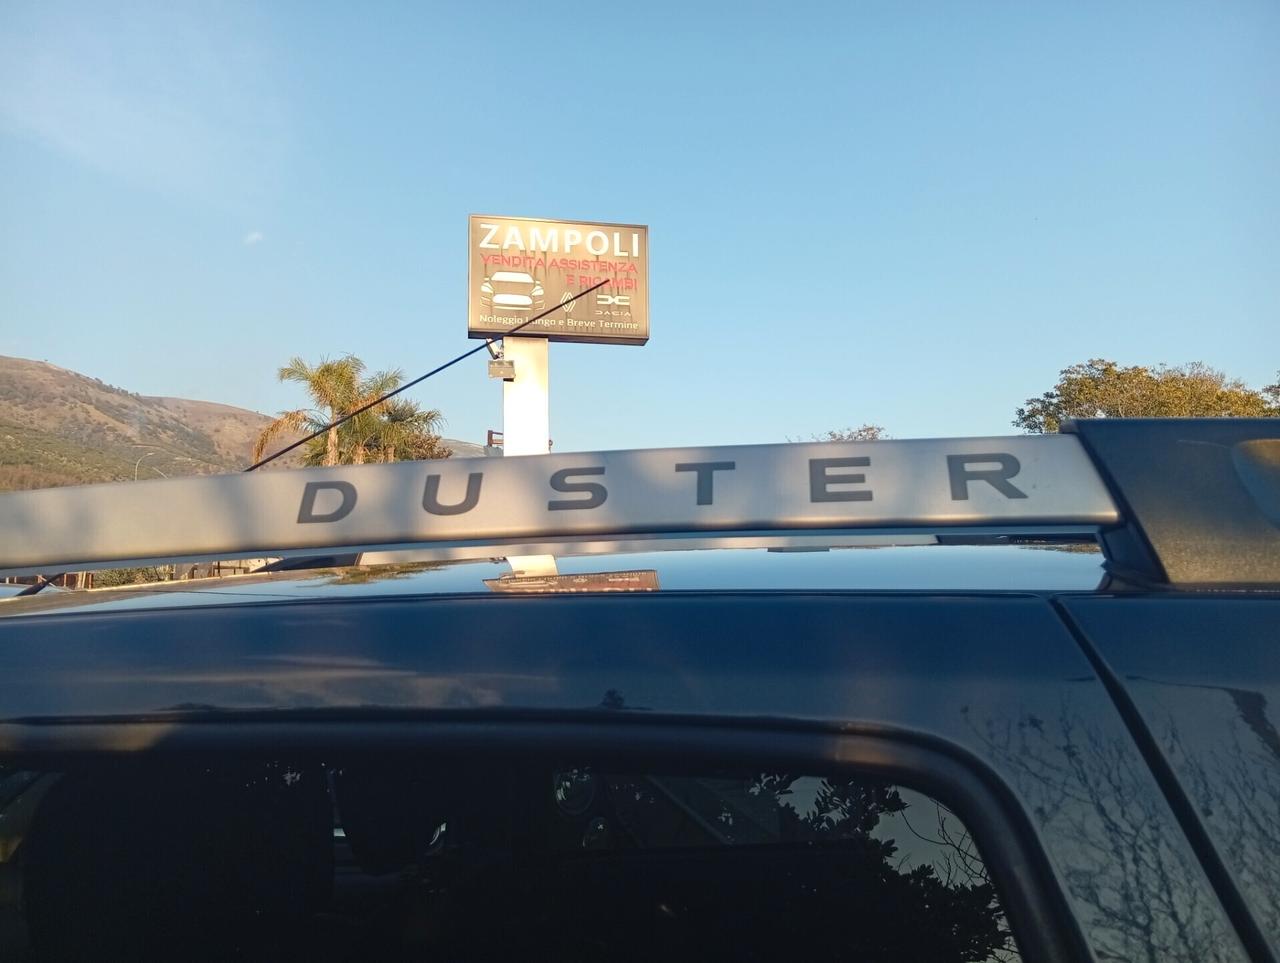 ZAMPOLI
VENDITA ASSISTENZA
E RICAMBI
DACIA
Noleggio Lungo e Breve Termine
DUSTER